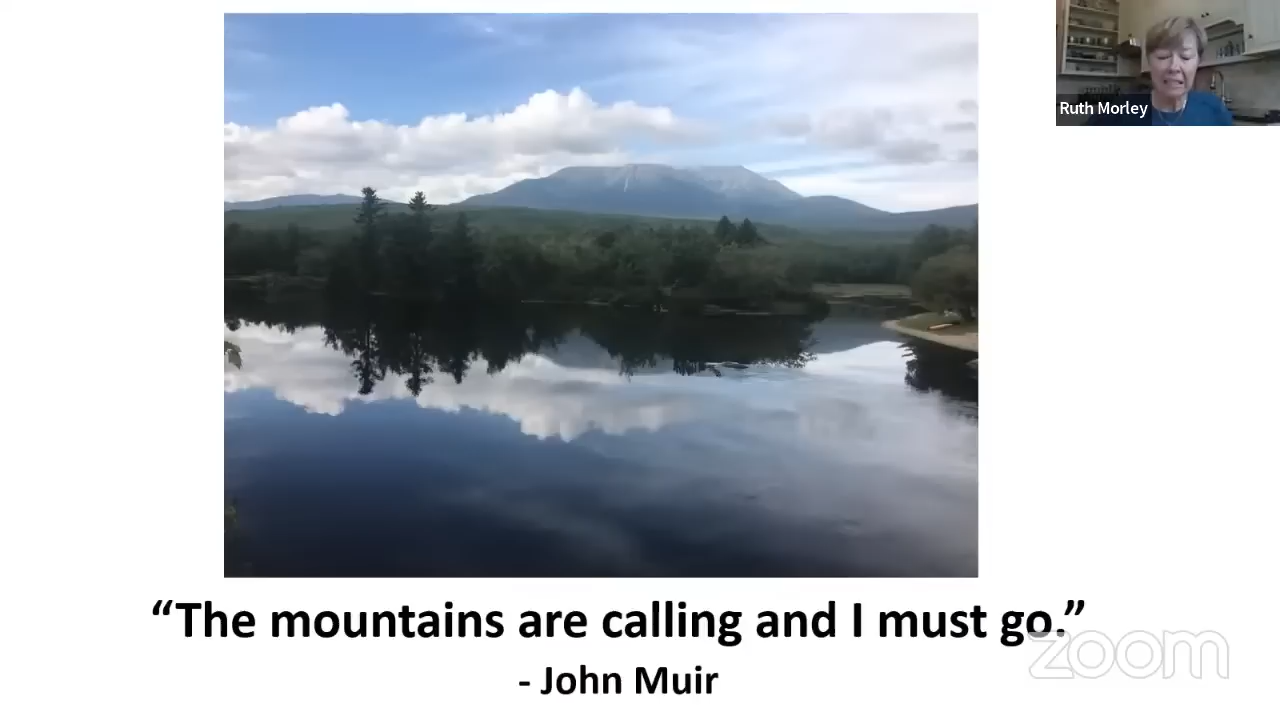 Ruth Morley
“The mountains are calling and I must go.”
- John Muir
zoom